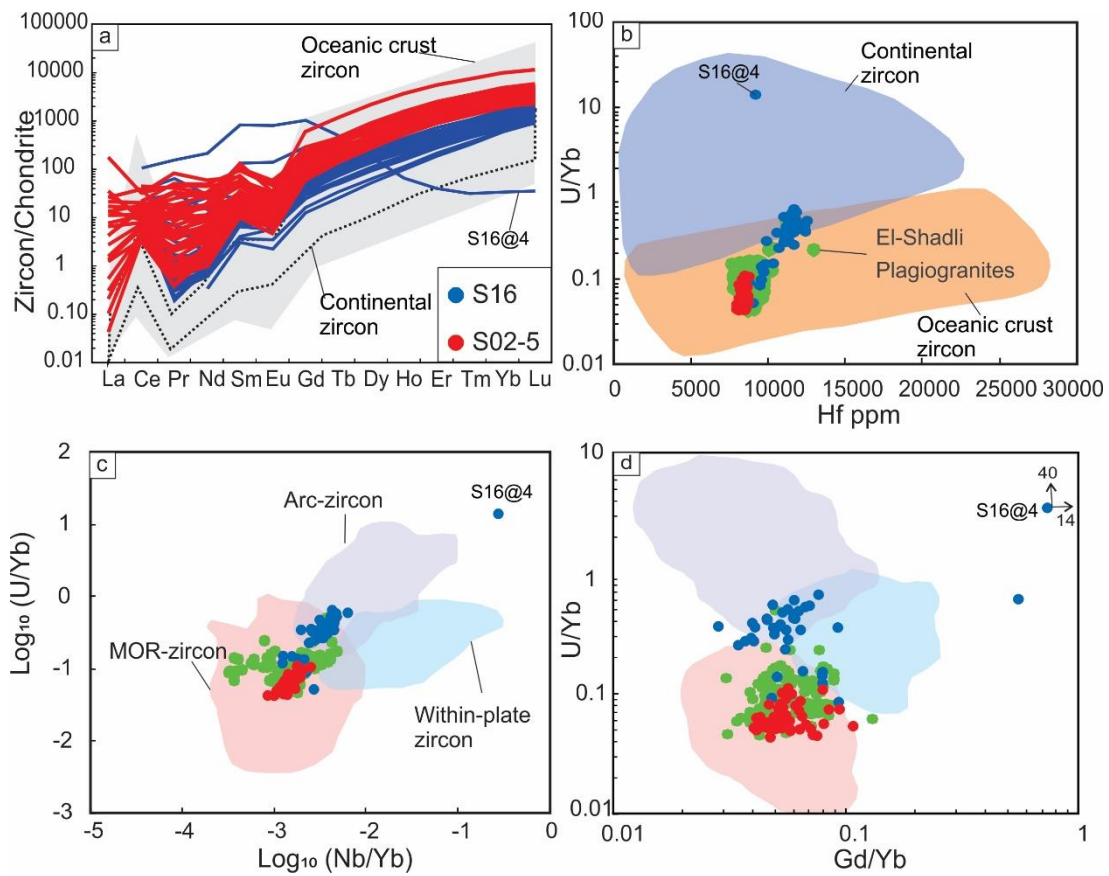 a
100000
10000
1000
100
10
1
0.10
0.01
Zircon/Chondrite
Oceanic crust
zircon
S16@4
Continental
zircon
S16
S02-5
La Ce Pr Nd Sm Eu Gd Tb Dy Ho Er Tm Yb Lu
b
100
10
1
0.1
0.01
U/Yb
S16@4
Continental
zircon
El-Shadli
Plagiogranites
Oceanic crust
zircon
0 5000 10000 15000 20000 25000 30000
Hf ppm
c
2
1
0
-1
-2
-3
Log₁₀ (U/Yb)
Arc-zircon
S16@4
MOR-zircon
Within-plate
zircon
-5 -4 -3 -2 -1 0
Log₁₀ (Nb/Yb)
d
10
1
0.1
0.01
U/Yb
40
S16@4
14
0.01 0.1 1
Gd/Yb